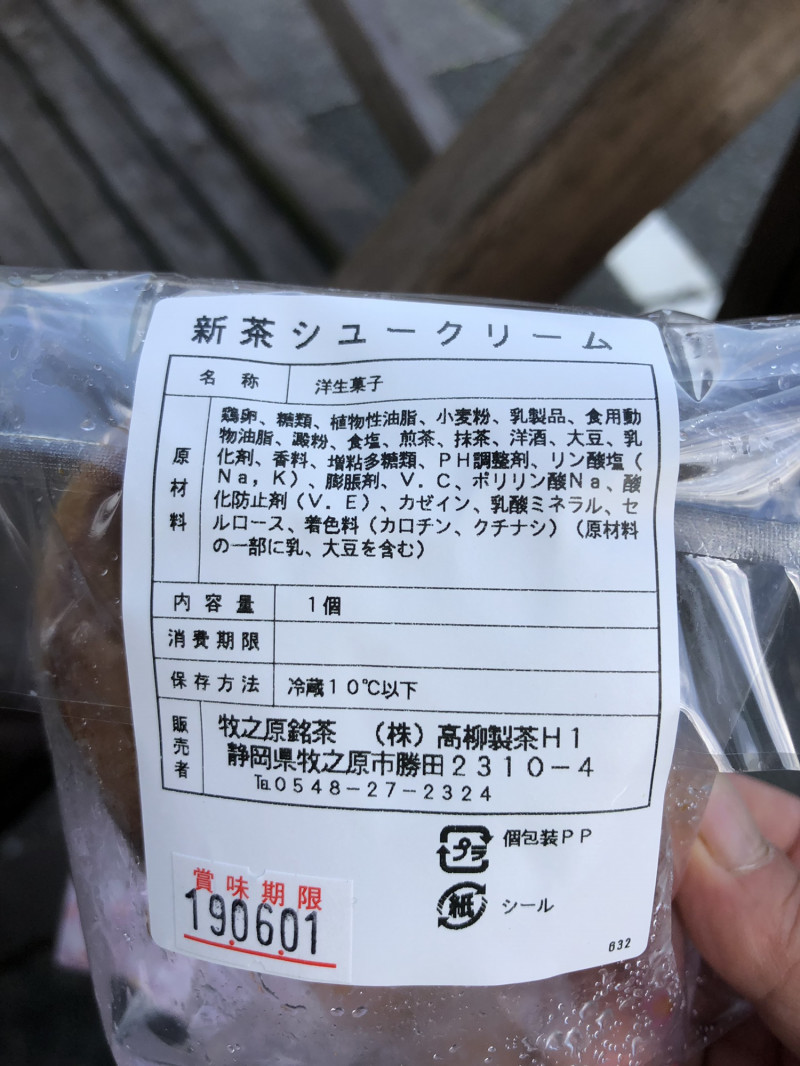 新茶シュークリーム
名称 洋生菓子
原材料
鶏卵、糖類、植物性油脂、小麦粉、乳製品、食用動
物油脂、澱粉、食塩、煎茶、抹茶、洋酒、大豆、乳
化剤、香料、増粘多糖類、ＰＨ調整剤、リン酸塩（
Ｎａ，Ｋ）、膨脹剤、Ｖ．Ｃ、ポリリン酸Ｎａ、酸
化防止剤（Ｖ．Ｅ）、カゼイン、乳酸ミネラル、セ
ルロース、着色料（カロチン、クチナシ）（原材料
の一部に乳、大豆を含む）
内容量 １個
消費期限
保存方法 冷蔵１０℃以下
販売者
牧之原銘茶 （株）高柳製茶Ｈ１
静岡県牧之原市勝田２３１０－４
℡０５４８－２７－２３２４
プラ 個包装ＰＰ
紙 シール
賞味期限
190601
632